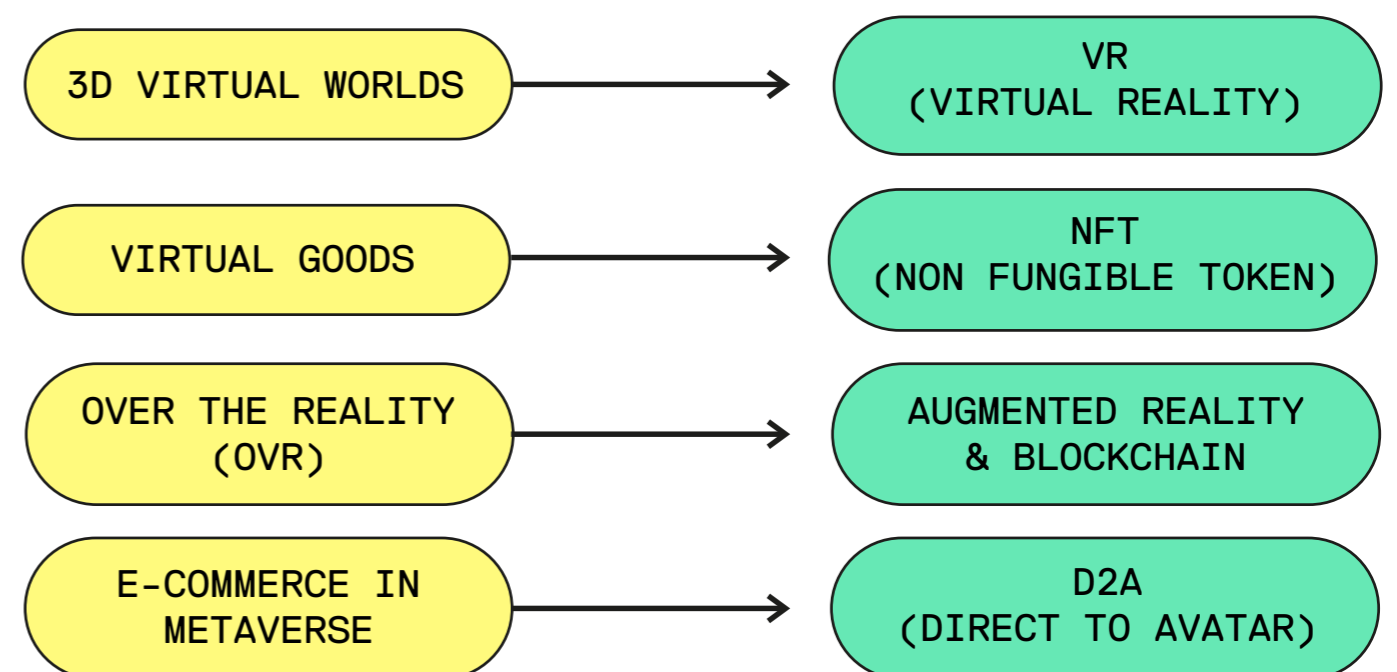 3D VIRTUAL WORLDS
VR
(VIRTUAL REALITY)
VIRTUAL GOODS
NFT
(NON FUNGIBLE TOKEN)
OVER THE REALITY
(OVR)
AUGMENTED REALITY
& BLOCKCHAIN
E-COMMERCE IN
METAVERSE
D2A
(DIRECT TO AVATAR)